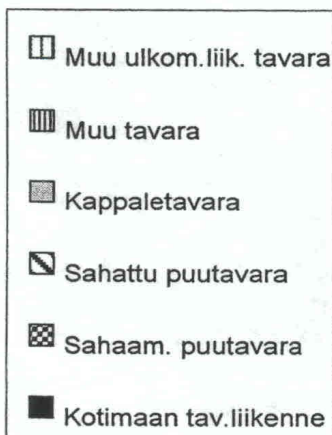 Muu ulkom.liik. tavara
Muu tavara
Kappaletavara
Sahattu puutavara
Sahaam. puutavara
Kotimaan tav.liikenne